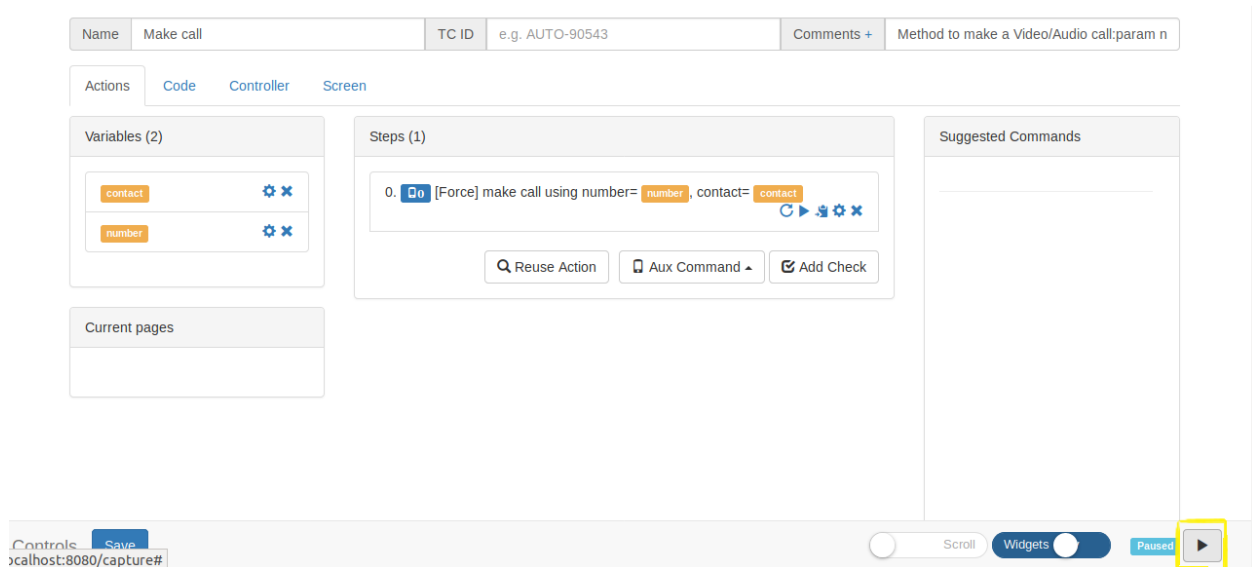 Name Make call TC ID e.g. AUTO-90543 Comments + Method to make a Video/Audio call:param n
Actions Code Controller Screen
Variables (2)
contact
number
Current pages
Steps (1)
0. 0 [Force] make call using number= number , contact= contact
Reuse Action Aux Command Add Check
Suggested Commands
Controls Save Scroll Widgets Paused
ocalhost:8080/capture#